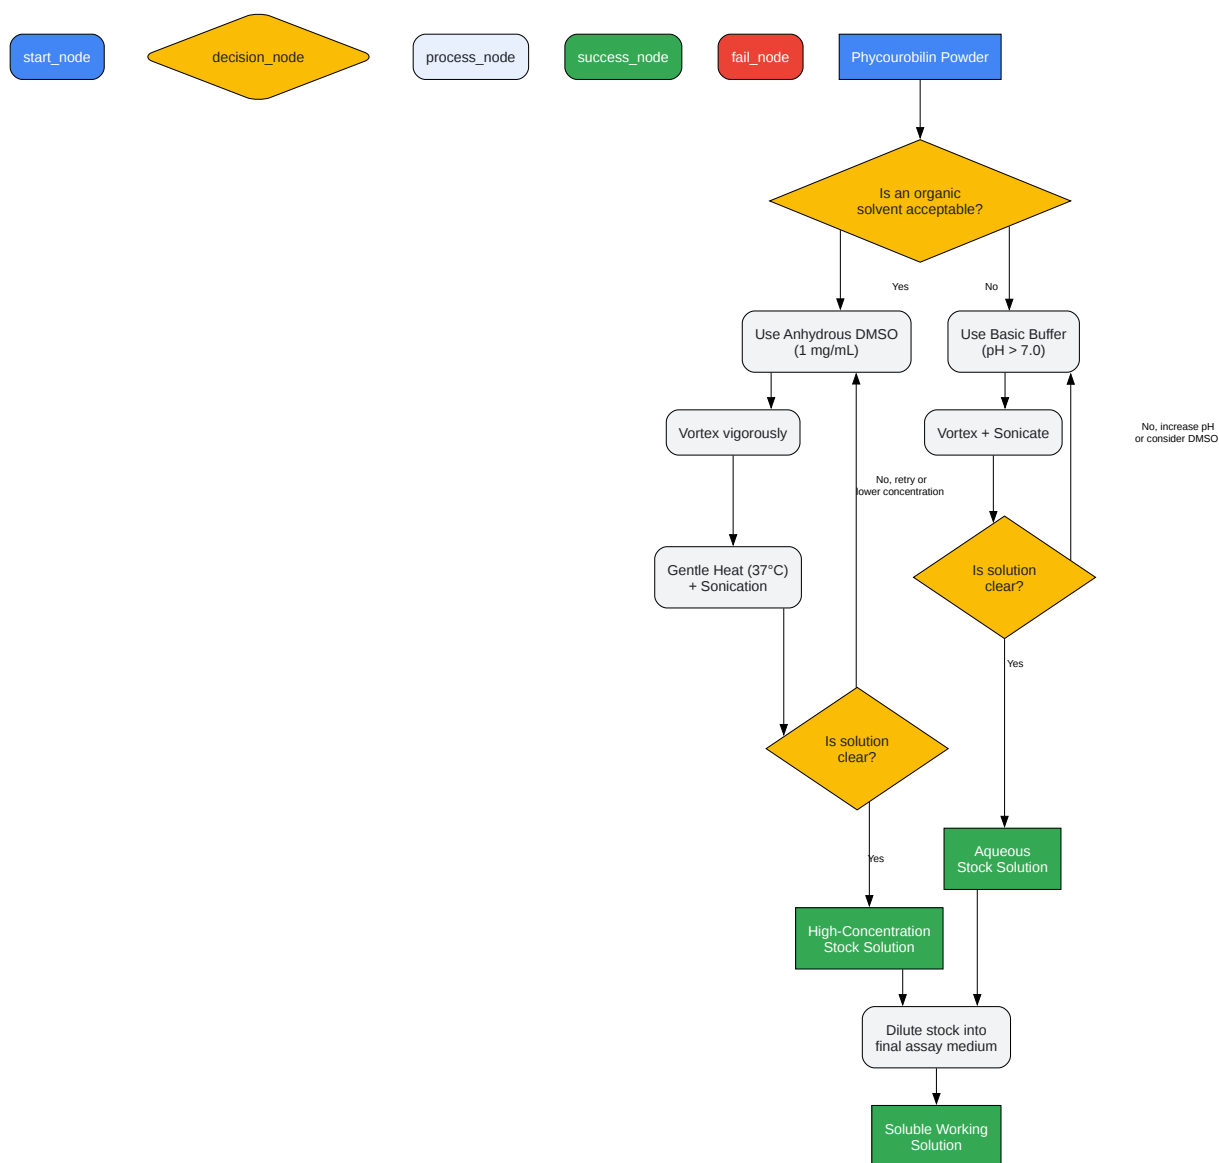 start_node
decision_node
process_node
success_node
fail_node
Phycourobilin Powder
Is an organic
solvent acceptable?
Yes
No
Use Anhydrous DMSO
(1 mg/mL)
Use Basic Buffer
(pH > 7.0)
Vortex vigorously
Vortex + Sonicate
No, increase pH
or consider DMSO
No, retry or
lower concentration
Gentle Heat (37°C)
+ Sonication
Is solution
clear?
Yes
Is solution
clear?
Yes
Aqueous
Stock Solution
High-Concentration
Stock Solution
Dilute stock into
final assay medium
Soluble Working
Solution